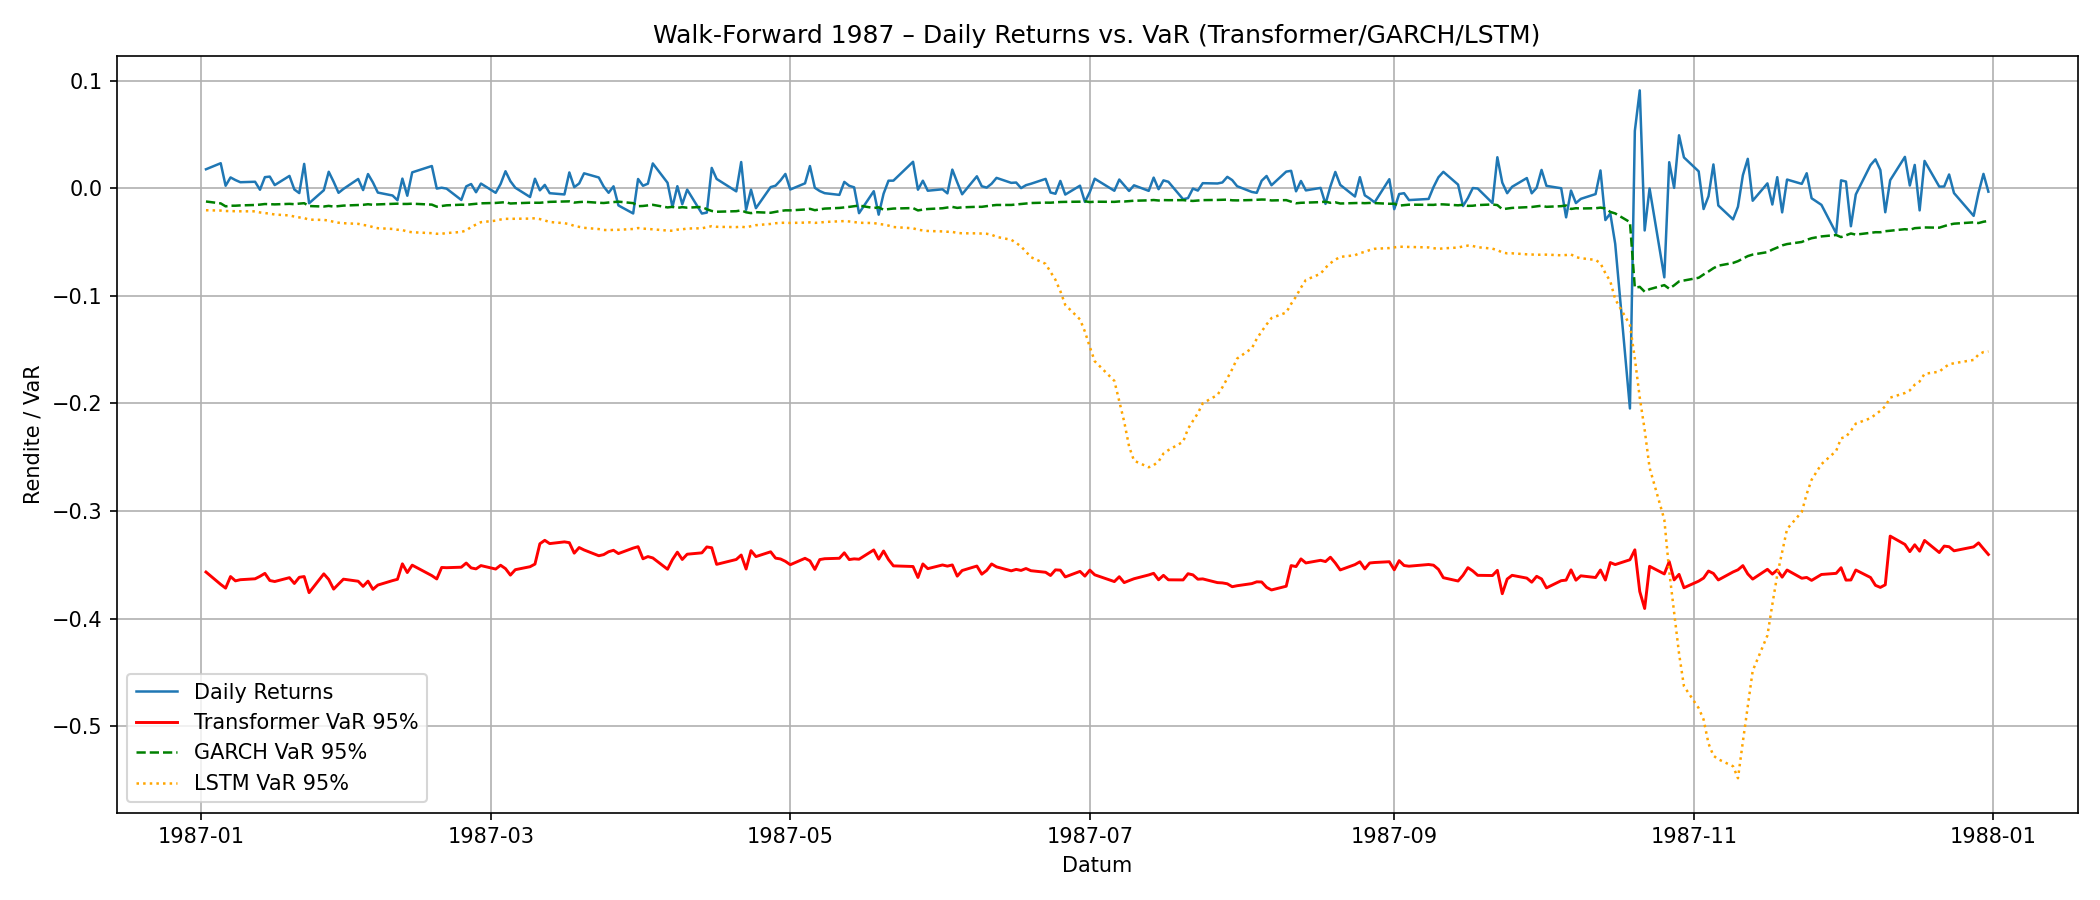 Walk-Forward 1987 – Daily Returns vs. VaR (Transformer/GARCH/LSTM)
Rendite / VaR
0.1
0.0
−0.1
−0.2
−0.3
−0.4
−0.5
Daily Returns
Transformer VaR 95%
GARCH VaR 95%
LSTM VaR 95%
1987-01 1987-03 1987-05 1987-07 1987-09 1987-11 1988-01
Datum